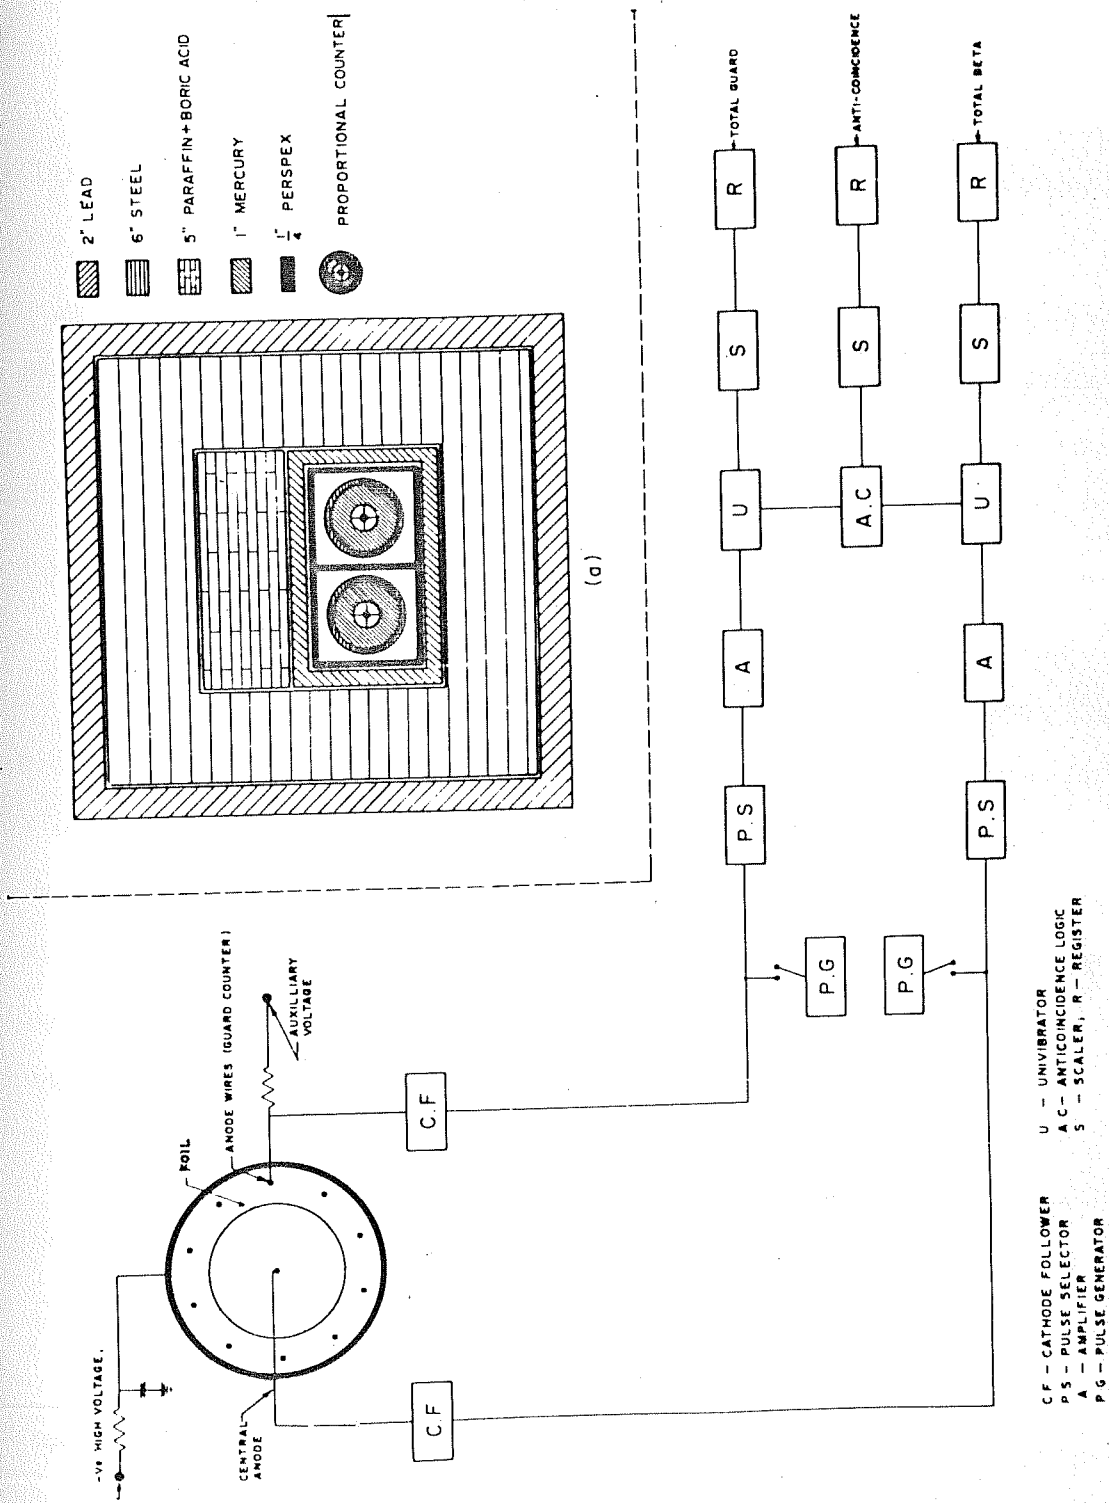 2" LEAD
6" STEEL
5" PARAFFIN + BORIC ACID
1" MERCURY
1/4" PERSPEX
PROPORTIONAL COUNTER
(a)
-Ve HIGH VOLTAGE.
FOIL
ANODE WIRES (GUARD COUNTER)
AUXILLIARY
VOLTAGE
CENTRAL
ANODE
C.F
P.G
P.S
A
U
S
R
TOTAL GUARD
A.C
S
R
ANTI-COINCIDENCE
C.F
P.G
P.S
A
U
S
R
TOTAL BETA
C F - CATHODE FOLLOWER
P S - PULSE SELECTOR
A - AMPLIFIER
P G - PULSE GENERATOR
U - UNIVIBRATOR
A C - ANTICOINCIDENCE LOGIC
S - SCALER, R - REGISTER